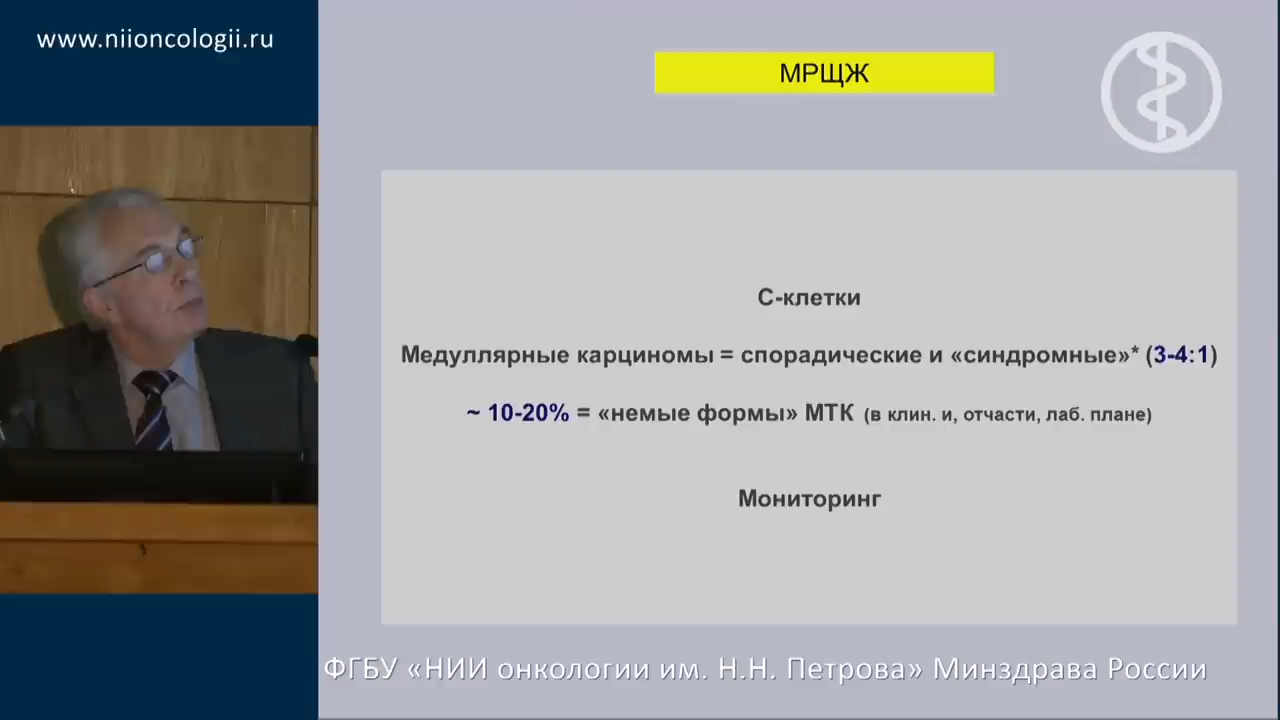 www.niioncologii.ru
МРЩЖ
С-клетки
Медуллярные карциномы = спорадические и «синдромные»* (3-4:1)
~ 10-20% = «немые формы» МТК (в клин. и, отчасти, лаб. плане)
Мониторинг
ФГБУ «НИИ онкологии им. Н.Н. Петрова» Минздрава России